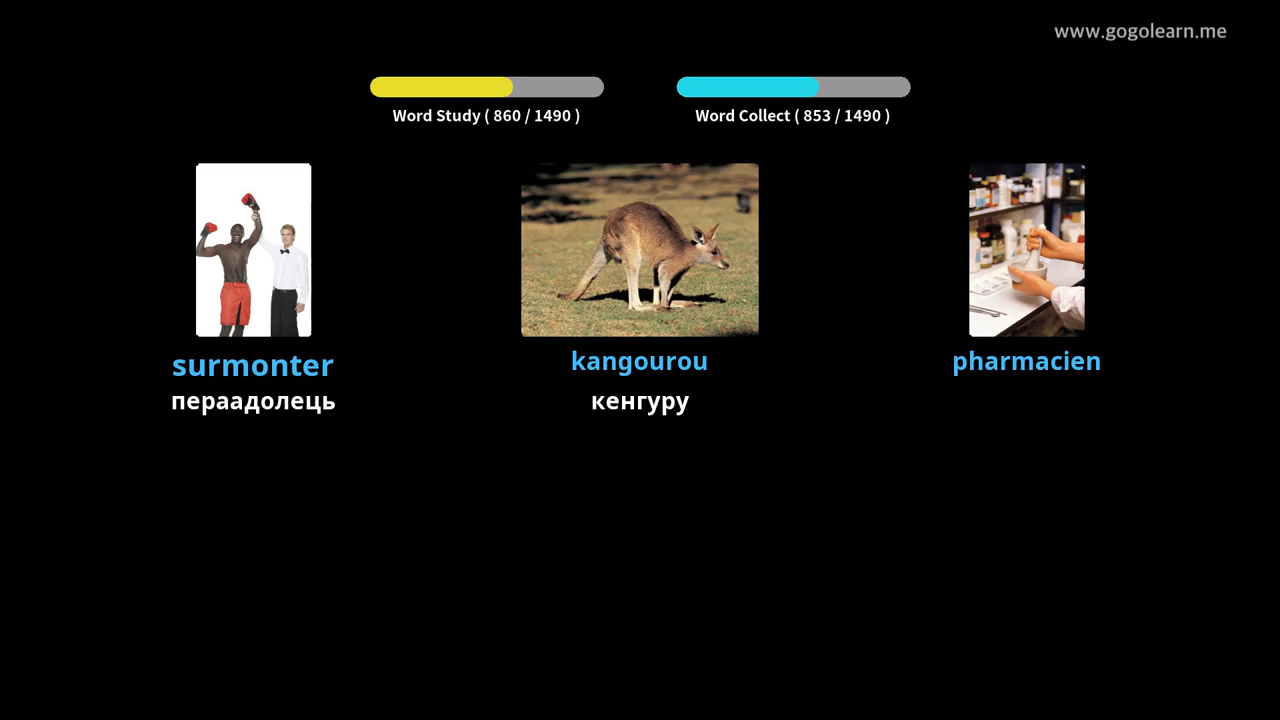 www.gogolearn.me
Word Study ( 860 / 1490 )
Word Collect ( 853 / 1490 )
surmonter
kangourou
pharmacien
пераадолець
кенгуру